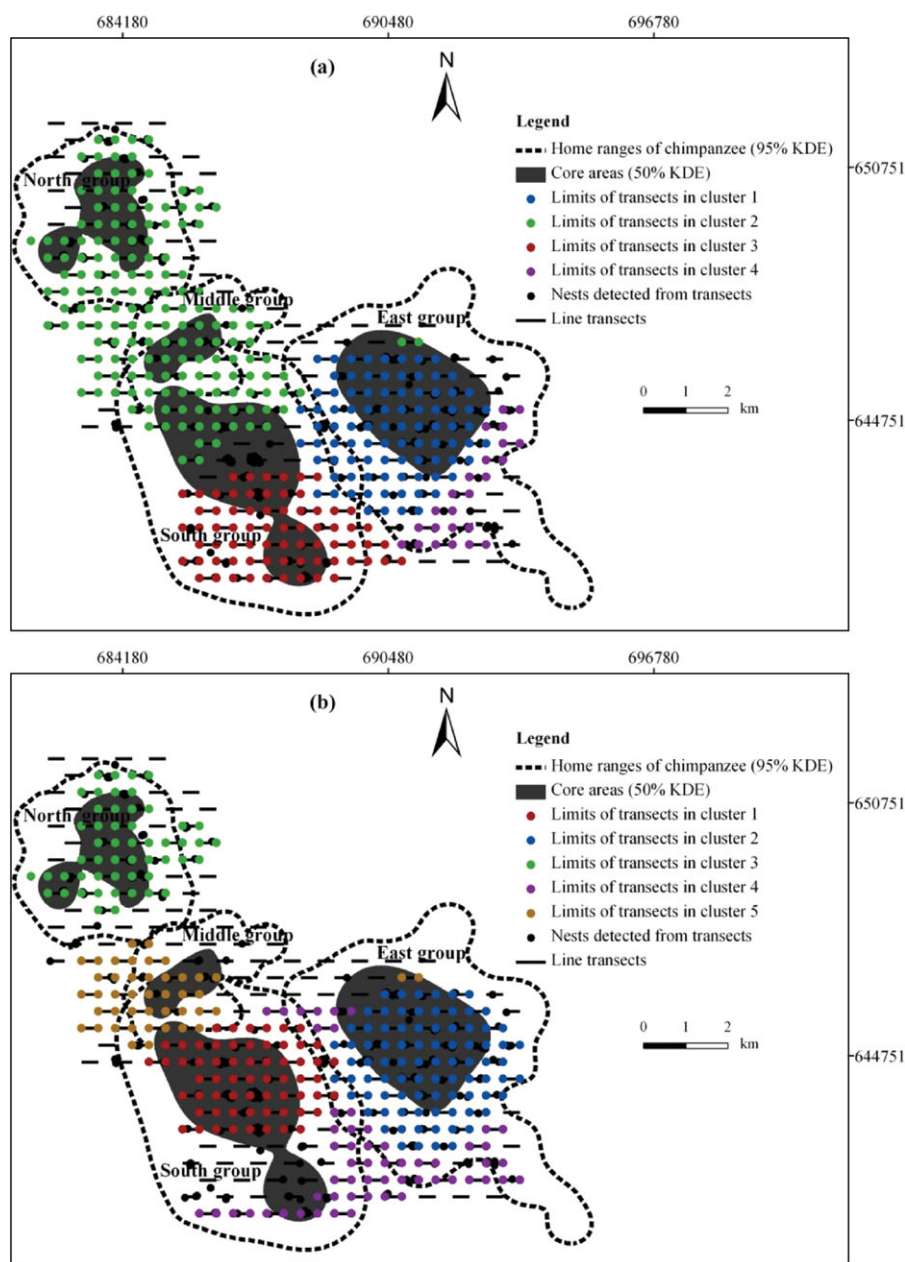 684180 690480 696780
(a)
N
Legend
Home ranges of chimpanzee (95% KDE)
Core areas (50% KDE)
Limits of transects in cluster 1
Limits of transects in cluster 2
Limits of transects in cluster 3
Limits of transects in cluster 4
Nests detected from transects
Line transects
650751
North group
Middle group
East group
0 1 2
km
644751
South group
684180 690480 696780
(b)
N
Legend
Home ranges of chimpanzee (95% KDE)
Core areas (50% KDE)
Limits of transects in cluster 1
Limits of transects in cluster 2
Limits of transects in cluster 3
Limits of transects in cluster 4
Limits of transects in cluster 5
Nests detected from transects
Line transects
650751
North group
Middle group
East group
0 1 2
km
644751
South group